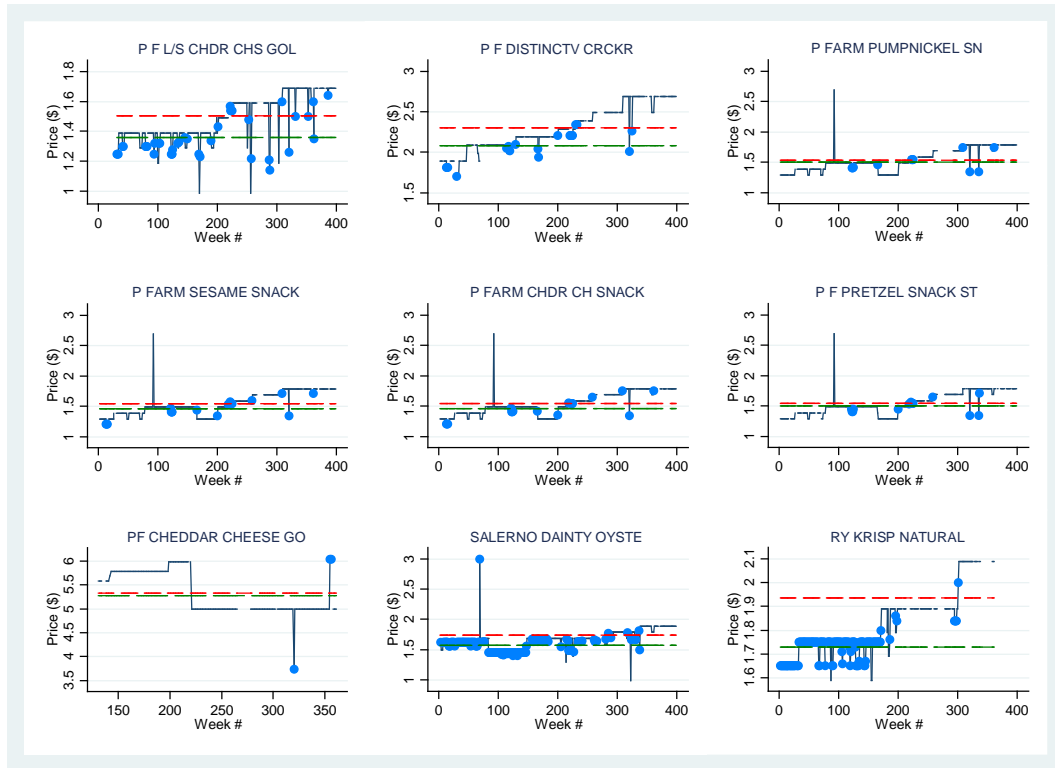 P F L/S CHDR CHS GOL
P F DISTINCTV CRCKR
P FARM PUMPNICKEL SN
Price ($)
1 1.2 1.4 1.6 1.8
0 100 200 300 400
Week #
Price ($)
1.5 2 2.5 3
0 100 200 300 400
Week #
Price ($)
1 1.5 2 2.5 3
0 100 200 300 400
Week #
P FARM SESAME SNACK
P FARM CHDR CH SNACK
P F PRETZEL SNACK ST
Price ($)
1 1.5 2 2.5 3
0 100 200 300 400
Week #
Price ($)
1 1.5 2 2.5 3
0 100 200 300 400
Week #
Price ($)
1 1.5 2 2.5 3
0 100 200 300 400
Week #
PF CHEDDAR CHEESE GO
SALERNO DAINTY OYSTE
RY KRISP NATURAL
Price ($)
3.5 4 4.5 5 5.5 6
150 200 250 300 350
Week #
Price ($)
1 1.5 2 2.5 3
0 100 200 300 400
Week #
Price ($)
1.6 1.7 1.8 1.9 2 2.1
0 100 200 300 400
Week #